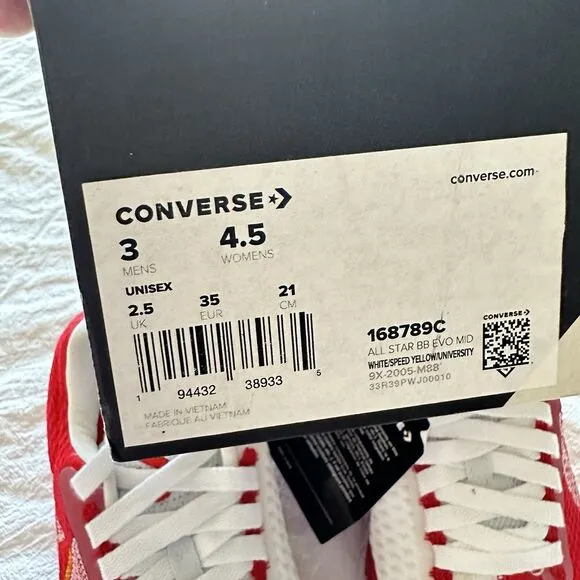 CONVERSE
converse.com
3
MENS
4.5
WOMENS
UNISEX
2.5
UK
35
EUR
21
CM
1 94432 38933 5
MADE IN VIETNAM
FABRIQUE AU VIETNAM
168789C
ALL STAR BB EVO MID
WHITE/SPEED YELLOW/UNIVERSITY
9X-2005-M8B
33R39PWJ00010
CONVERSE